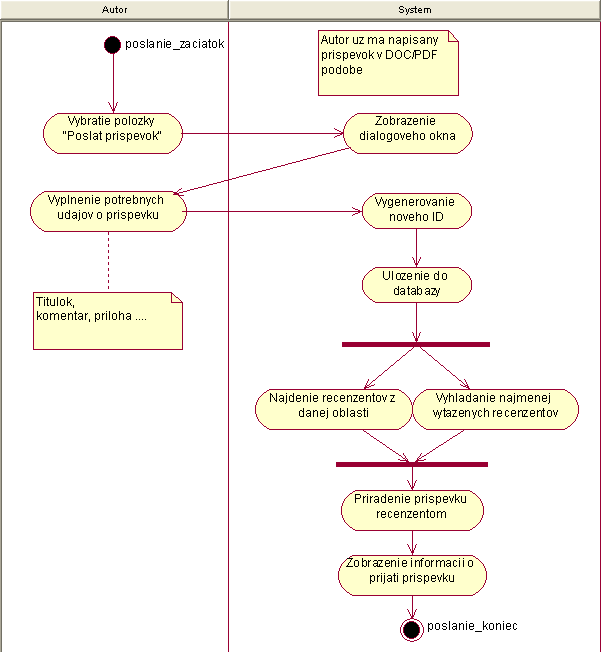 Autor
System
poslanie_zaciatok
Autor uz ma napisany
prispevok v DOC/PDF
podobe
Vybratie polozky
"Poslat prispevok"
Zobrazenie
dialogoveho okna
Vyplnenie potrebnych
udajov o prispevku
Vygenerovanie
noveho ID
Ulozenie do
databazy
Titulok,
komentar, priloha ....
Najdenie recenzentov z
danej oblasti
Vyhladanie najmenej
vytazenych recenzentov
Priradenie prispevku
recenzentom
Zobrazenie informacii o
prijati prispevku
poslanie_koniec